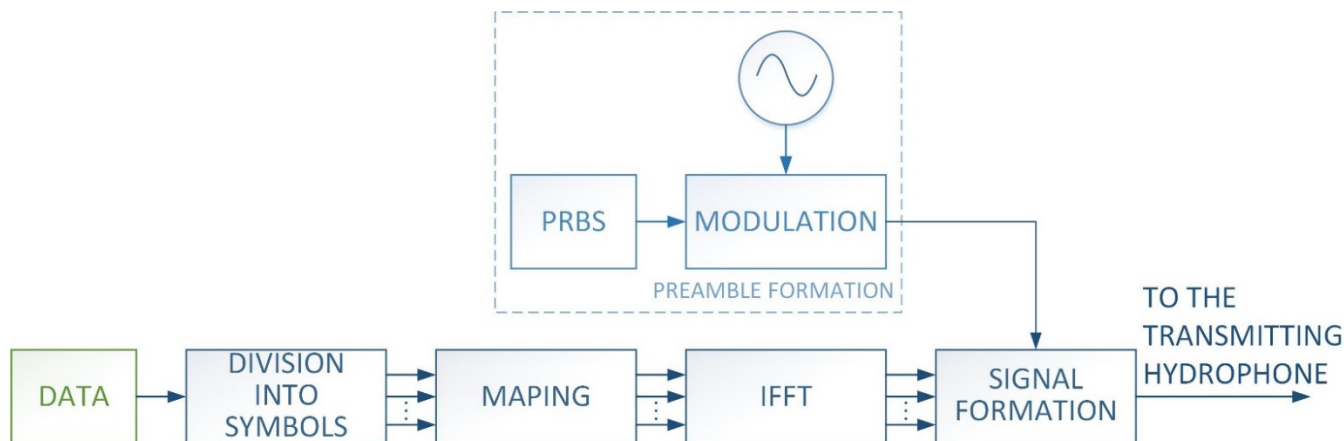 PRBS
MODULATION
PREAMBLE FORMATION
TO THE
TRANSMITTING
HYDROPHONE
DATA
DIVISION
INTO
SYMBOLS
MAPING
IFFT
SIGNAL
FORMATION